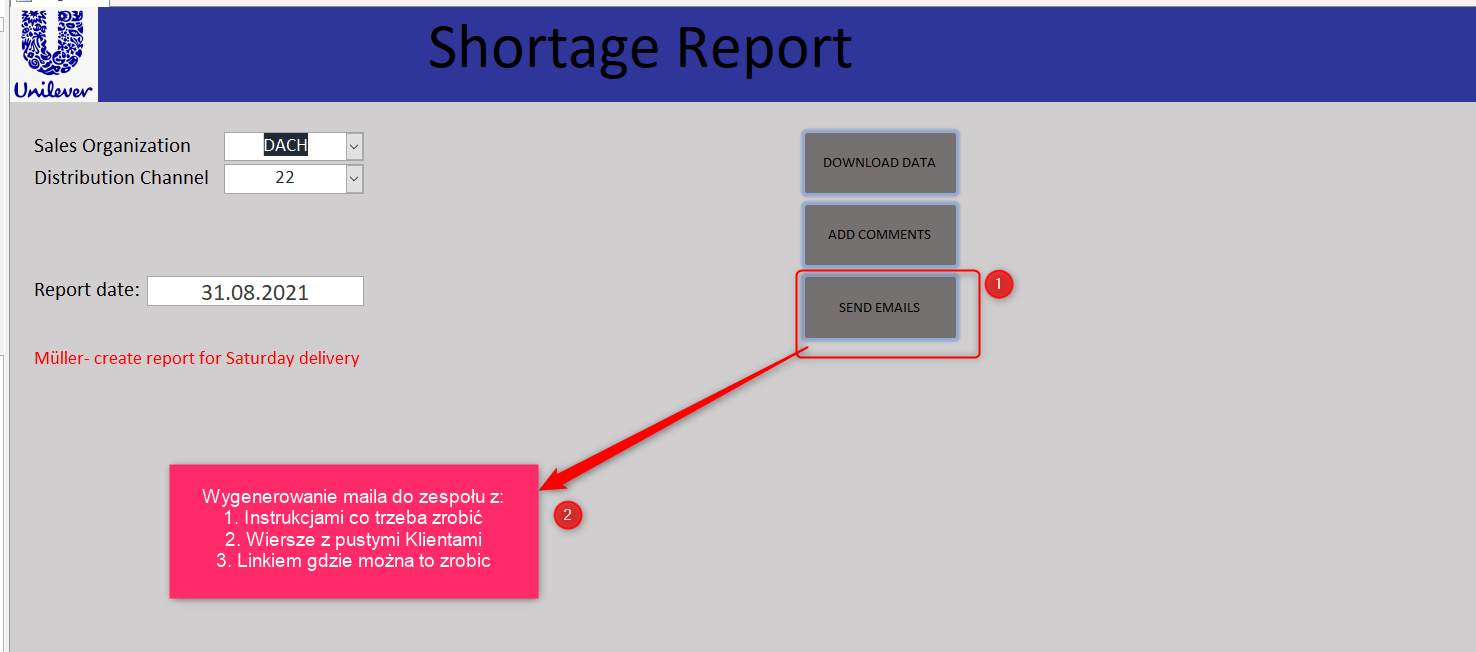 Unilever
Shortage Report
Sales Organization
DACH
Distribution Channel
22
Report date:
31.08.2021
Müller- create report for Saturday delivery
DOWNLOAD DATA
ADD COMMENTS
SEND EMAILS
1
Wygenerowanie maila do zespołu z:
1. Instrukcjami co trzeba zrobić
2. Wiersze z pustymi Klientami
3. Linkiem gdzie można to zrobic
2